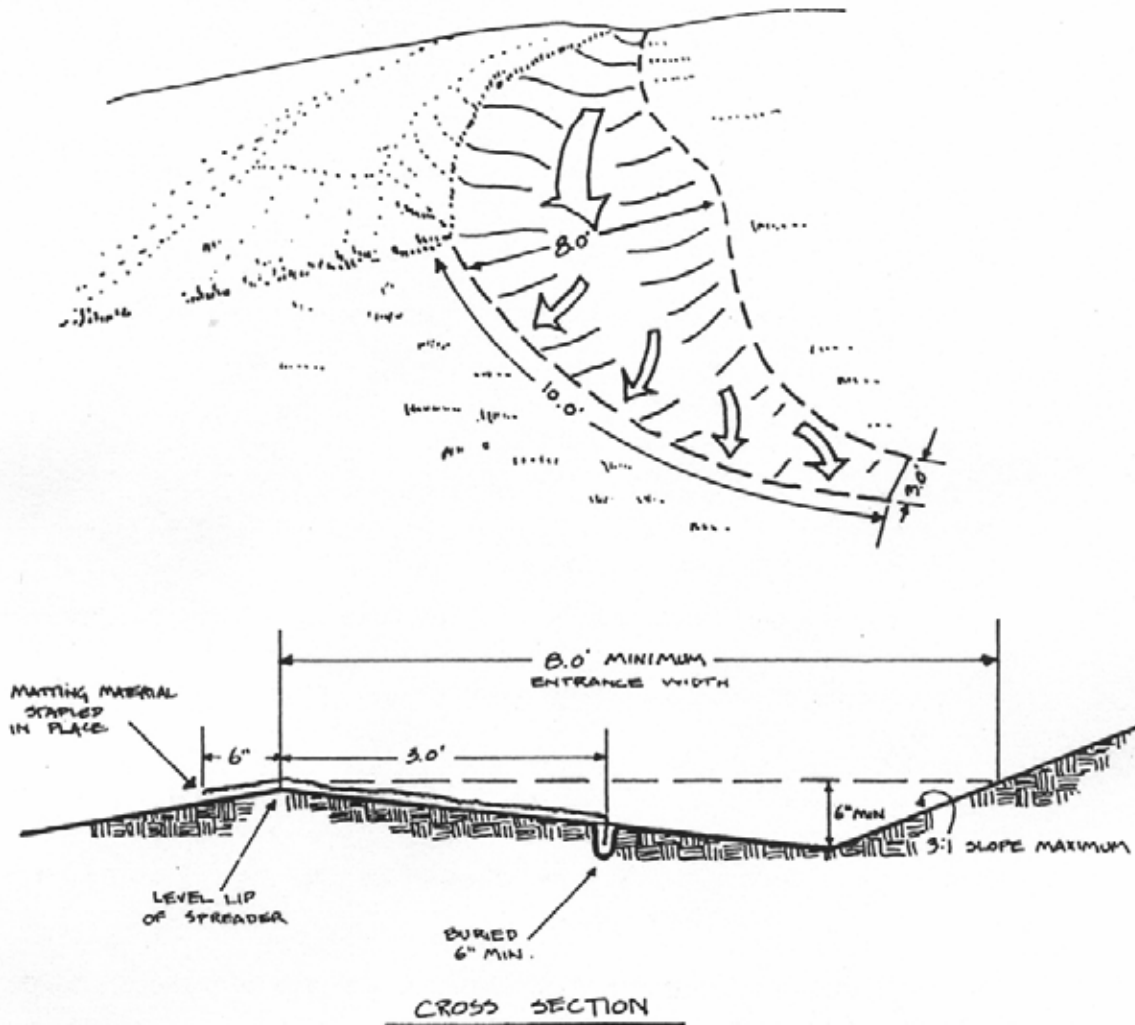 8.0'
10.0'
3.0'
8.0' MINIMUM
ENTRANCE WIDTH
MATTING MATERIAL
STAPLED
IN PLACE
6"
3.0'
6" MIN
3:1 SLOPE MAXIMUM
LEVEL LIP
OF SPREADER
BURIED
6" MIN.
CROSS SECTION